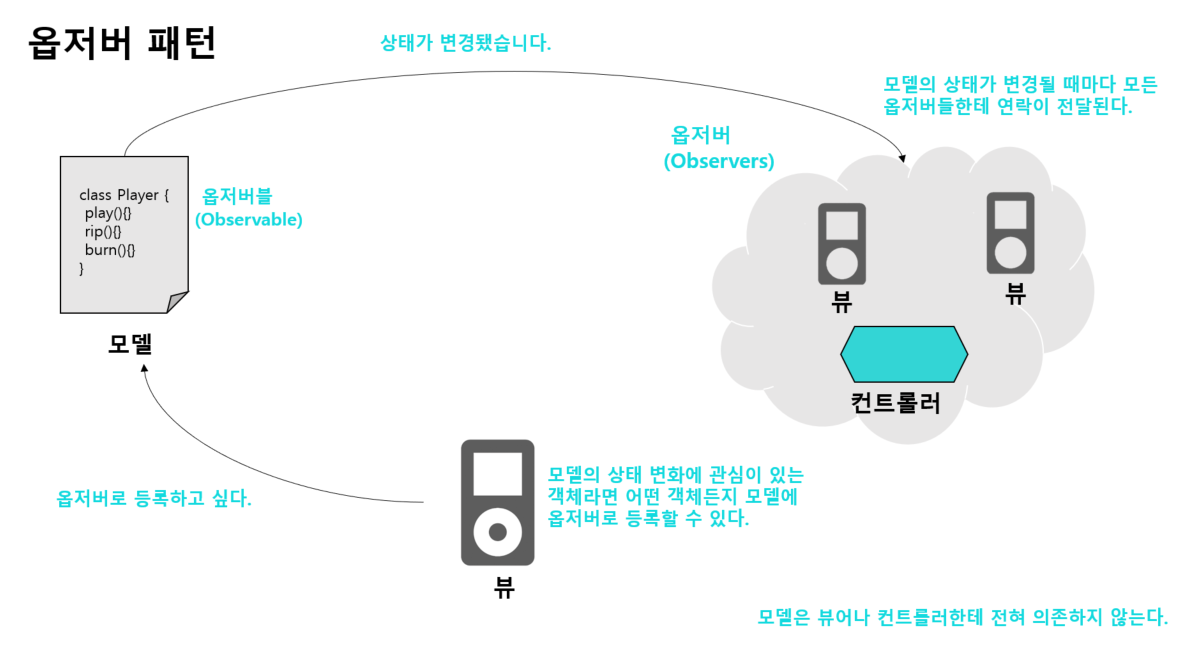 옵저버 패턴
상태가 변경됐습니다.
모델의 상태가 변경될 때마다 모든
옵저버들한테 연락이 전달된다.
옵저버
(Observers)
class Player {
play(){}
rip(){}
burn(){}
}
옵저버블
(Observable)
모델
뷰
뷰
컨트롤러
옵저버로 등록하고 싶다.
모델의 상태 변화에 관심이 있는
객체라면 어떤 객체든지 모델에
옵저버로 등록할 수 있다.
뷰
모델은 뷰어나 컨트롤러한테 전혀 의존하지 않는다.